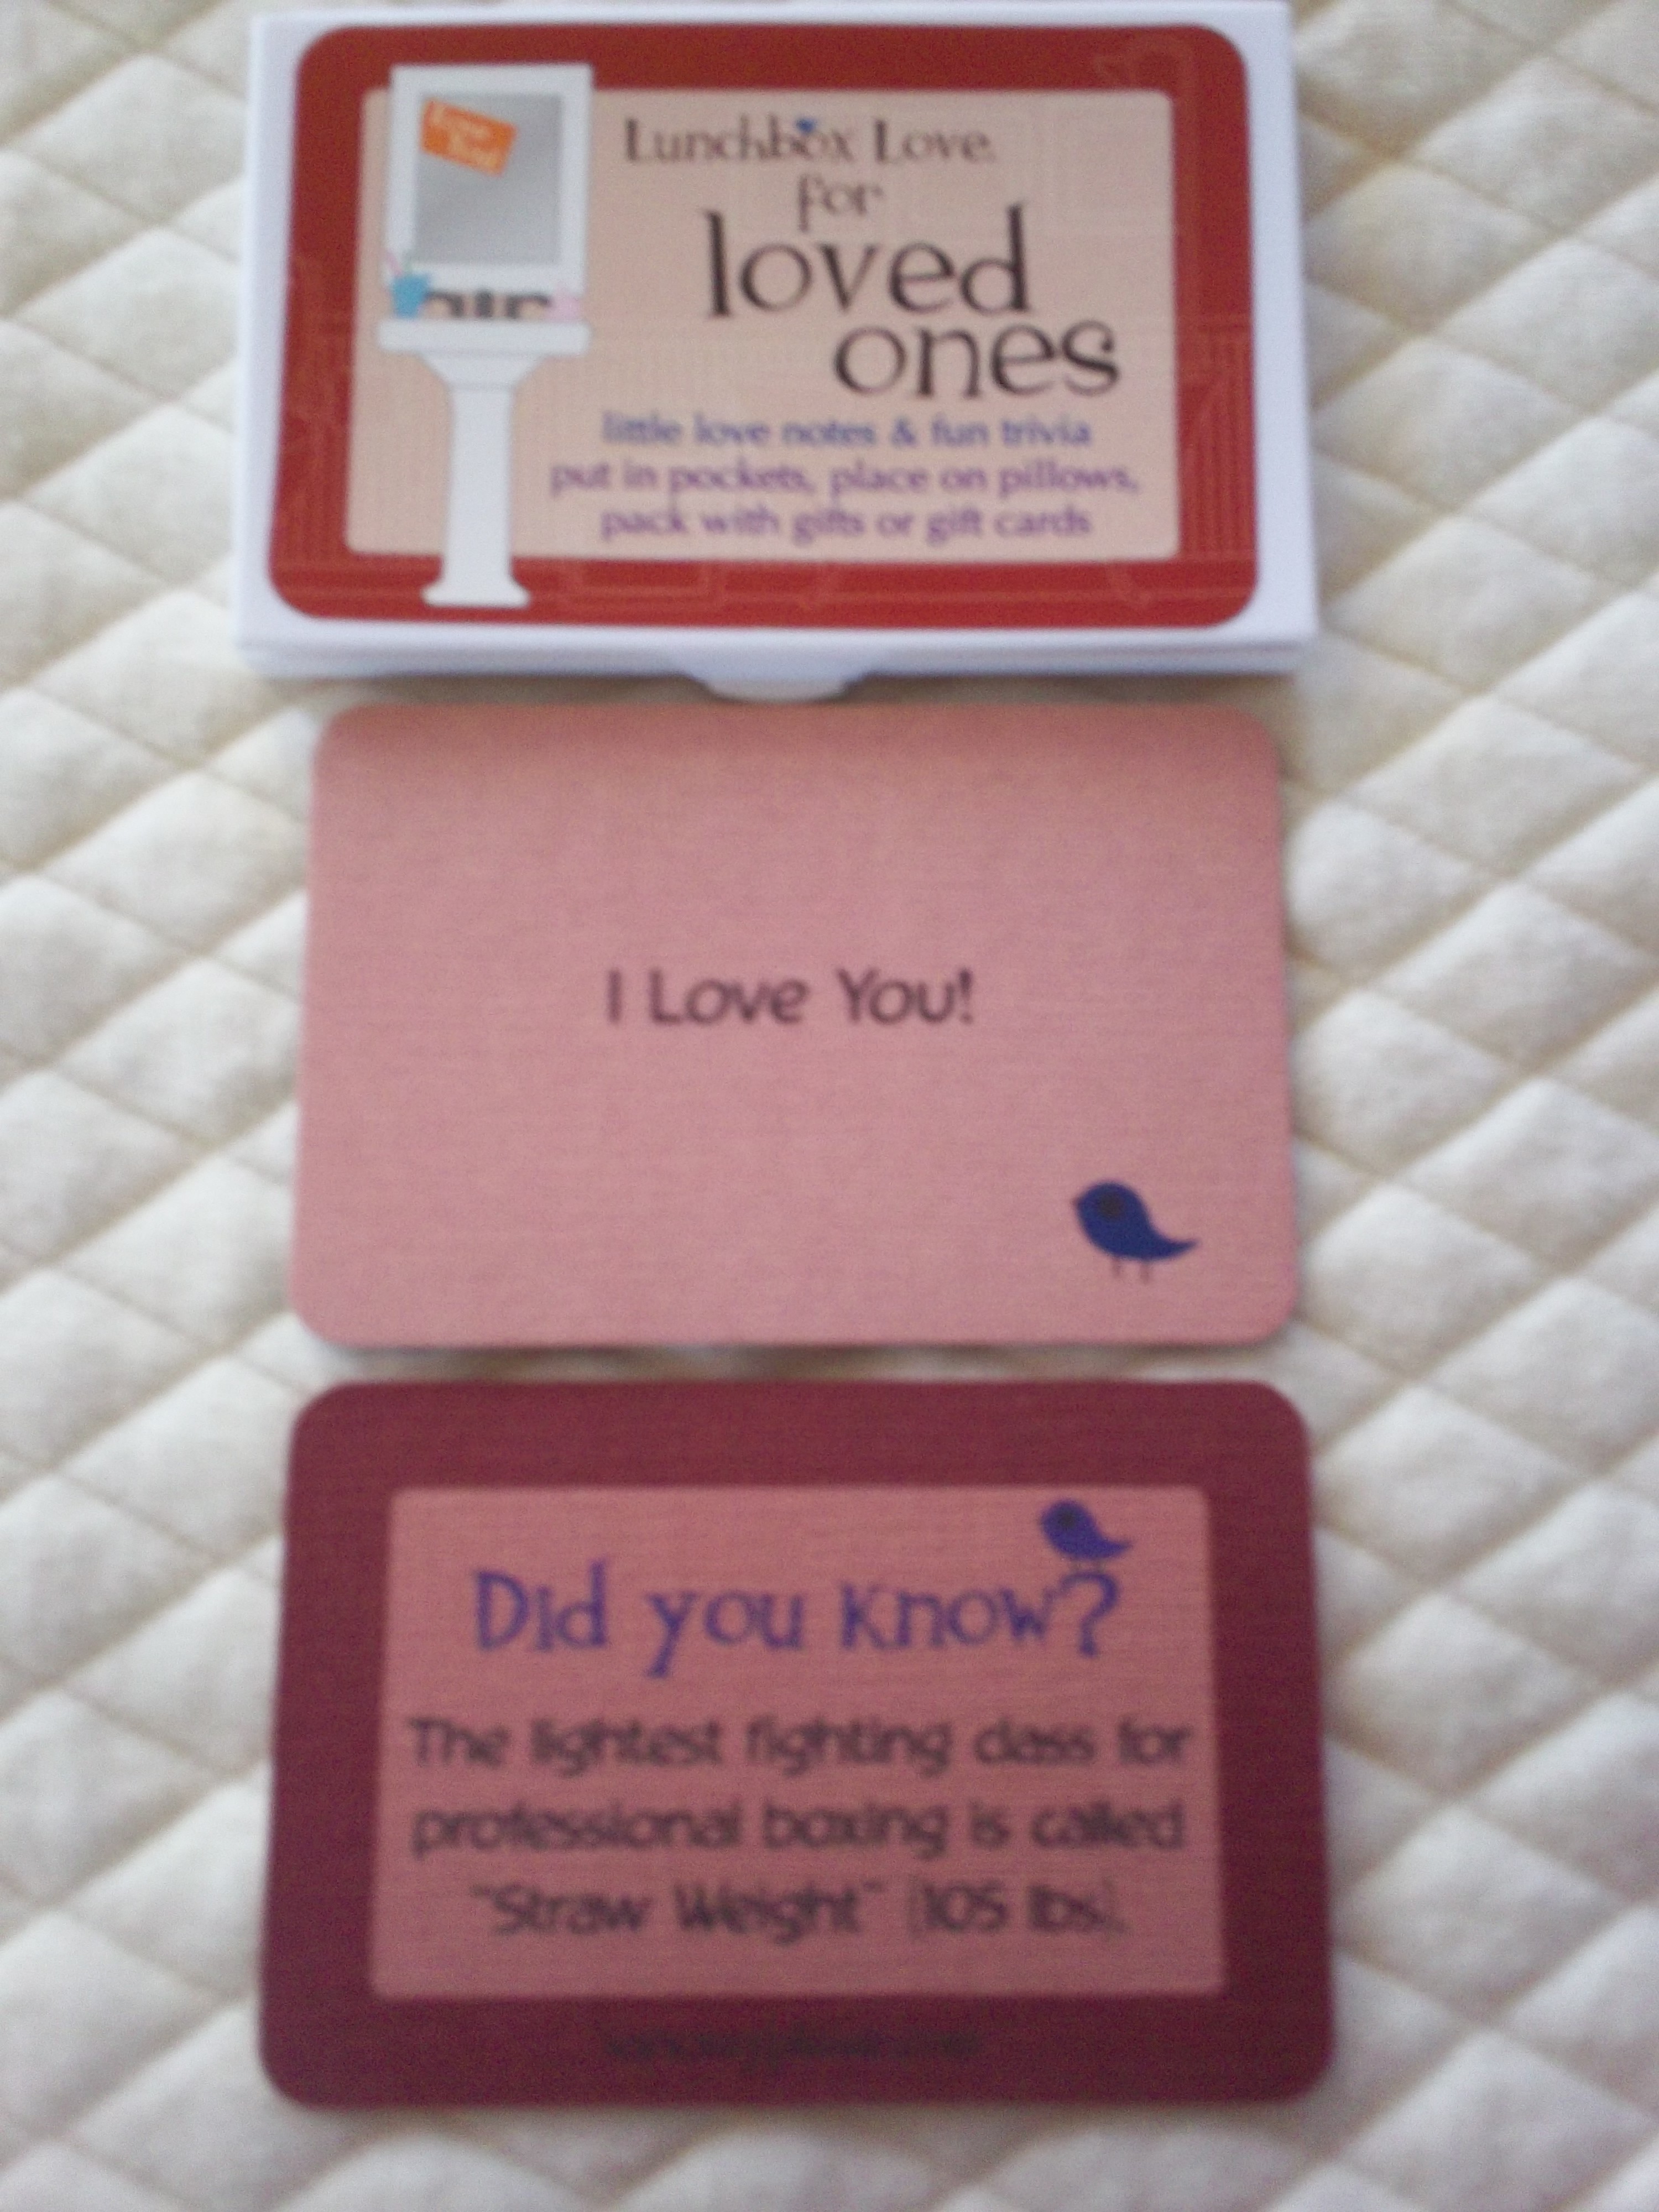 Lunchbox Love.
for
loved
ones
little love notes & fun trivia
put in pockets, place on pillows,
pack with gifts or gift cards
I Love You!
Did you know?
The lightest fighting class for
professional boxing is called
"Straw Weight" (105 lbs).